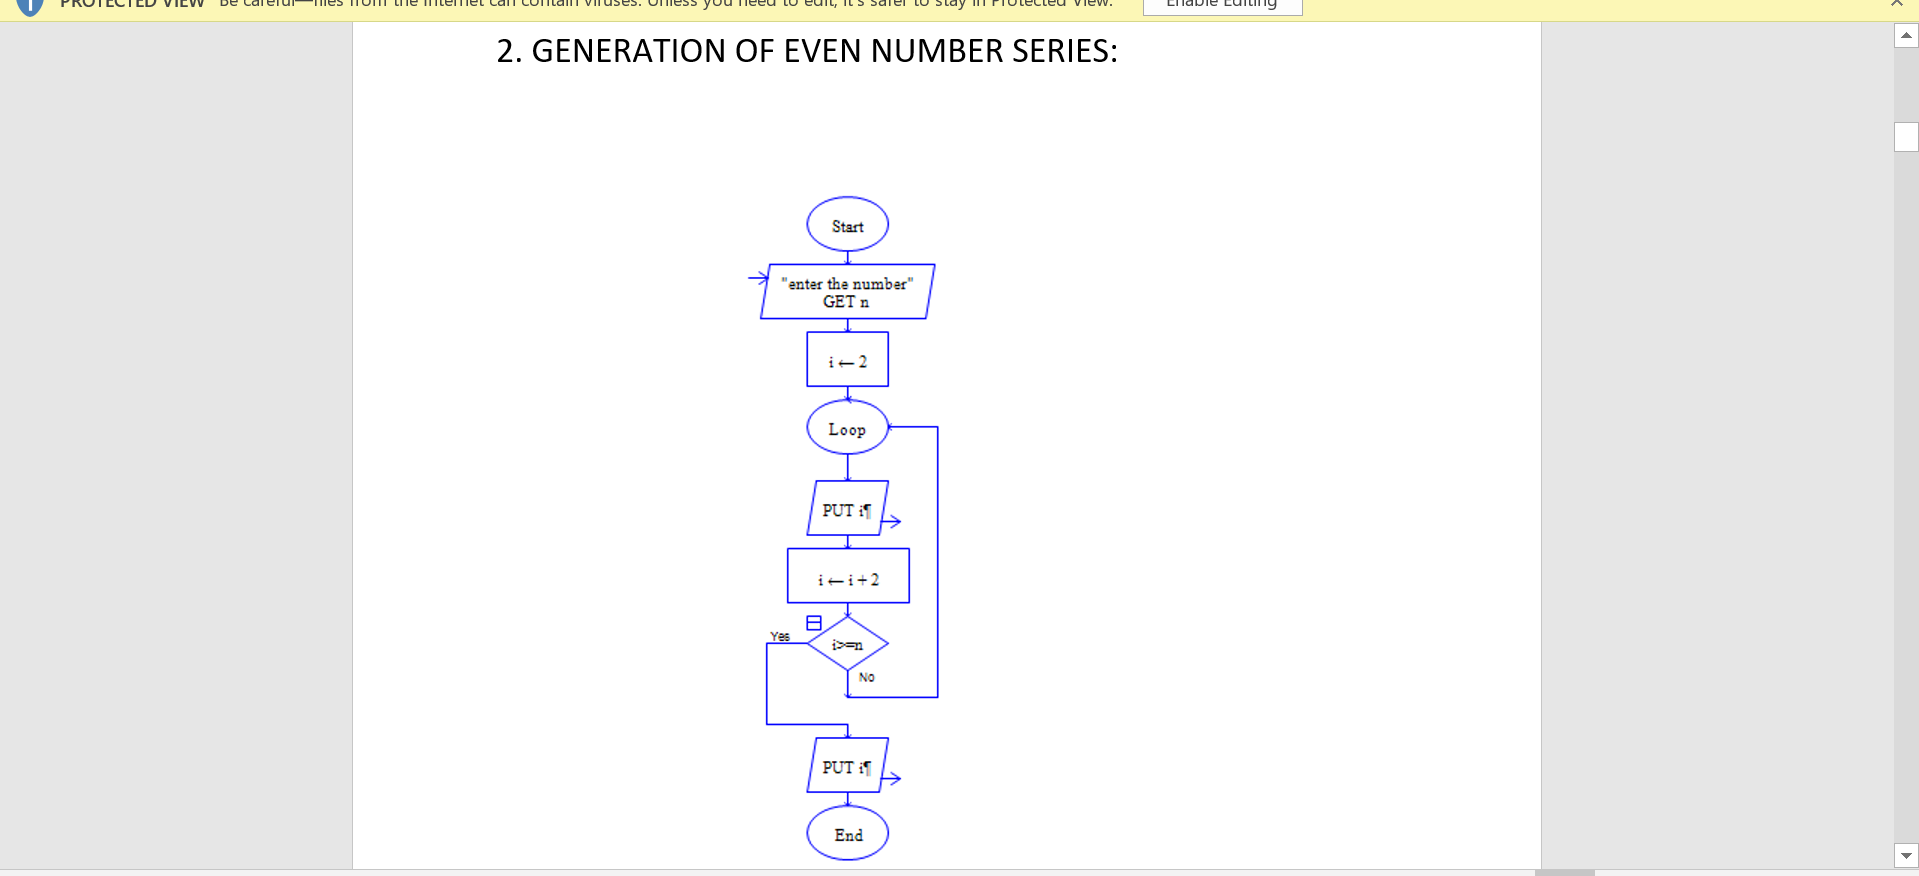 PROTECTED VIEW Be careful—files from the Internet can contain viruses. Unless you need to edit, it's safer to stay in Protected View. Enable Editing
2. GENERATION OF EVEN NUMBER SERIES:
Start
"enter the number"
GET n
i ← 2
Loop
PUT i¶
i ← i + 2
Yes
i>=n
No
PUT i¶
End